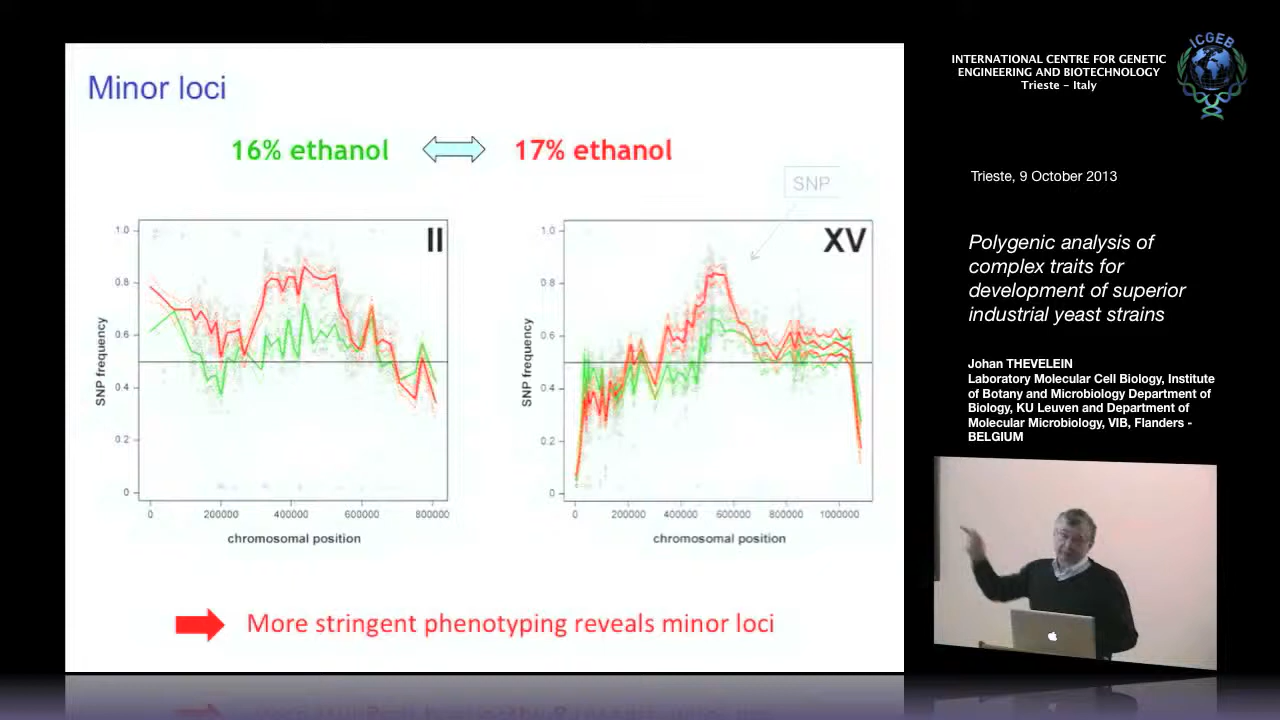 Minor loci
16% ethanol
17% ethanol
SNP
II
1.0
0.8
0.6
0.4
0.2
0
SNP frequency
0
200000
400000
600000
800000
chromosomal position
XV
1.0
0.8
0.6
0.4
0.2
0
SNP frequency
0
200000
400000
600000
800000
1000000
chromosomal position
More stringent phenotyping reveals minor loci
INTERNATIONAL CENTRE FOR GENETIC
ENGINEERING AND BIOTECHNOLOGY
Trieste - Italy
ICGEB
Trieste, 9 October 2013
Polygenic analysis of
complex traits for
development of superior
industrial yeast strains
Johan THEVELEIN
Laboratory Molecular Cell Biology, Institute
of Botany and Microbiology Department of
Biology, KU Leuven and Department of
Molecular Microbiology, VIB, Flanders -
BELGIUM